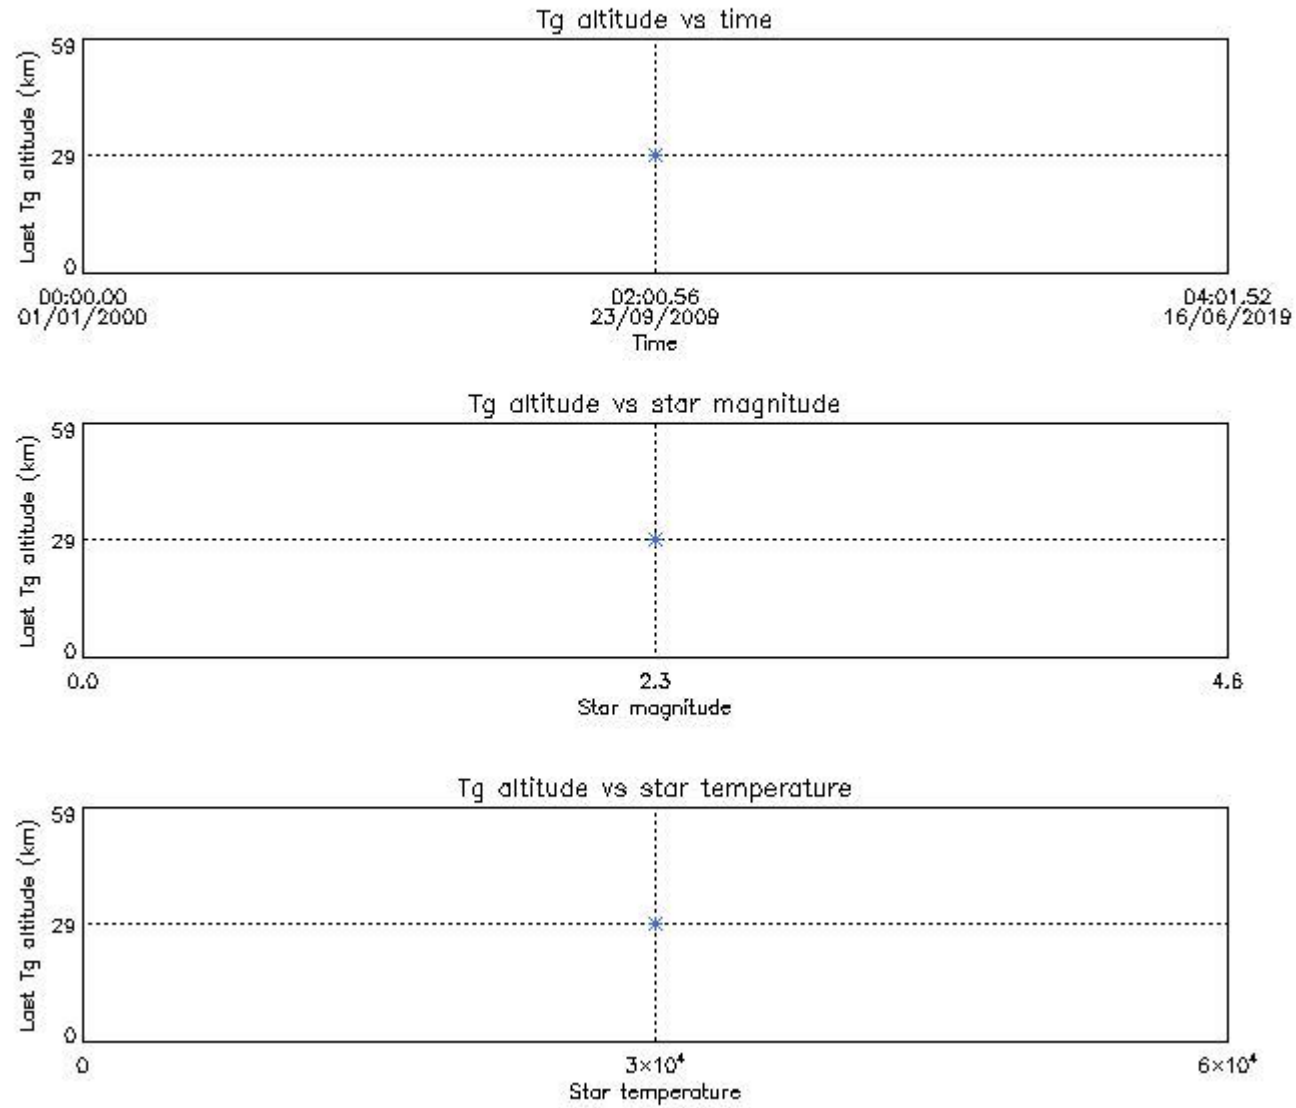 Tg altitude vs time
Last Tg altitude (km)
59
29
0
00:00.00 02:00.56 04:01.52
01/01/2000 23/09/2009 16/06/2019
Time
Tg altitude vs star magnitude
Last Tg altitude (km)
59
29
0
0.0 2.3 4.6
Star magnitude
Tg altitude vs star temperature
Last Tg altitude (km)
59
29
0
0 3×10⁴ 6×10⁴
Star temperature